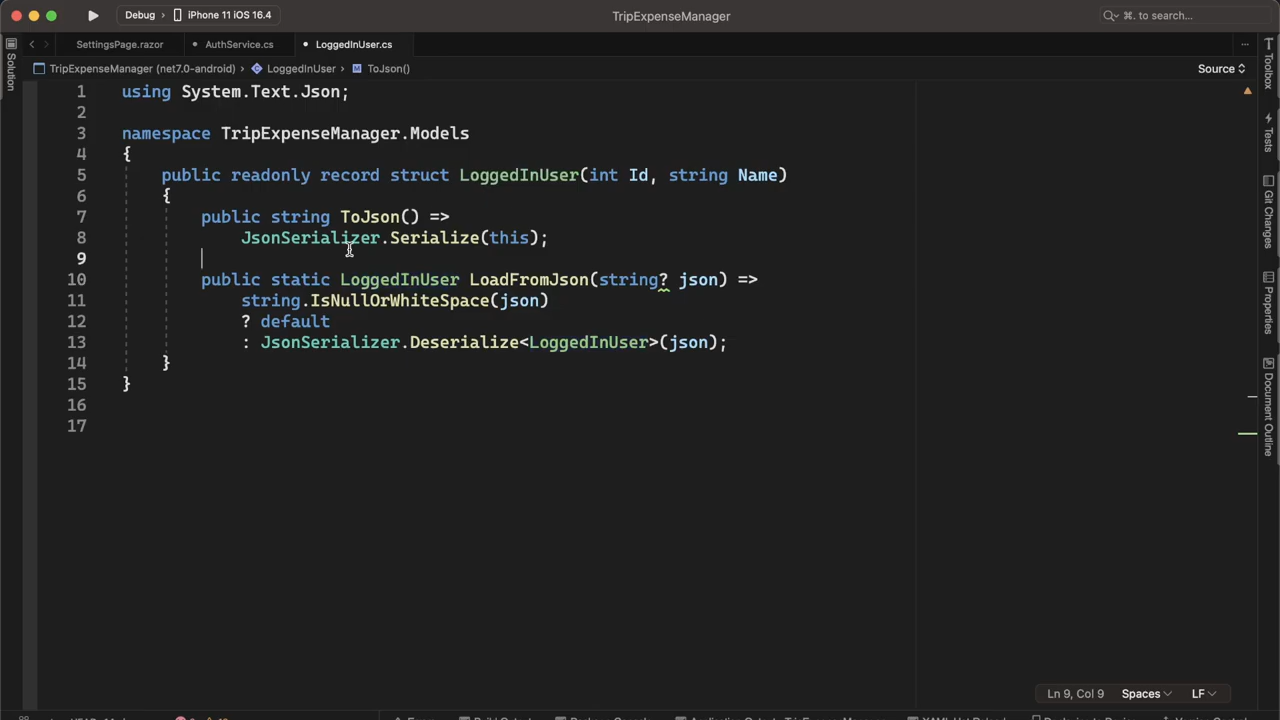 Debug › iPhone 11 iOS 16.4
TripExpenseManager
⌘. to search...
SettingsPage.razor
AuthService.cs
LoggedInUser.cs
TripExpenseManager (net7.0-android) › LoggedInUser › ToJson()
Source
Solution
1 using System.Text.Json;
2
3 namespace TripExpenseManager.Models
4 {
5 public readonly record struct LoggedInUser(int Id, string Name)
6 {
7 public string ToJson() =>
8 JsonSerializer.Serialize(this);
9
10 public static LoggedInUser LoadFromJson(string? json) =>
11 string.IsNullOrWhiteSpace(json)
12 ? default
13 : JsonSerializer.Deserialize<LoggedInUser>(json);
14 }
15 }
16
17
Toolbox
Tests
Git Changes
Properties
Document Outline
Ln 9, Col 9 Spaces LF